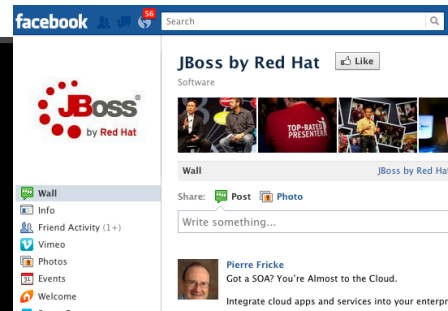 facebook
56
Search
JBoss by Red Hat
Like
Software
JBoss®
by Red Hat
TOP-RATED
PRESENTER
Wall
JBoss by Red Hat
Share:
Post
Photo
Write something...
Wall
Info
Friend Activity (1+)
Vimeo
Photos
31
Events
Welcome
Pierre Fricke
Got a SOA? You're Almost to the Cloud.
Integrate cloud apps and services into your enterpr